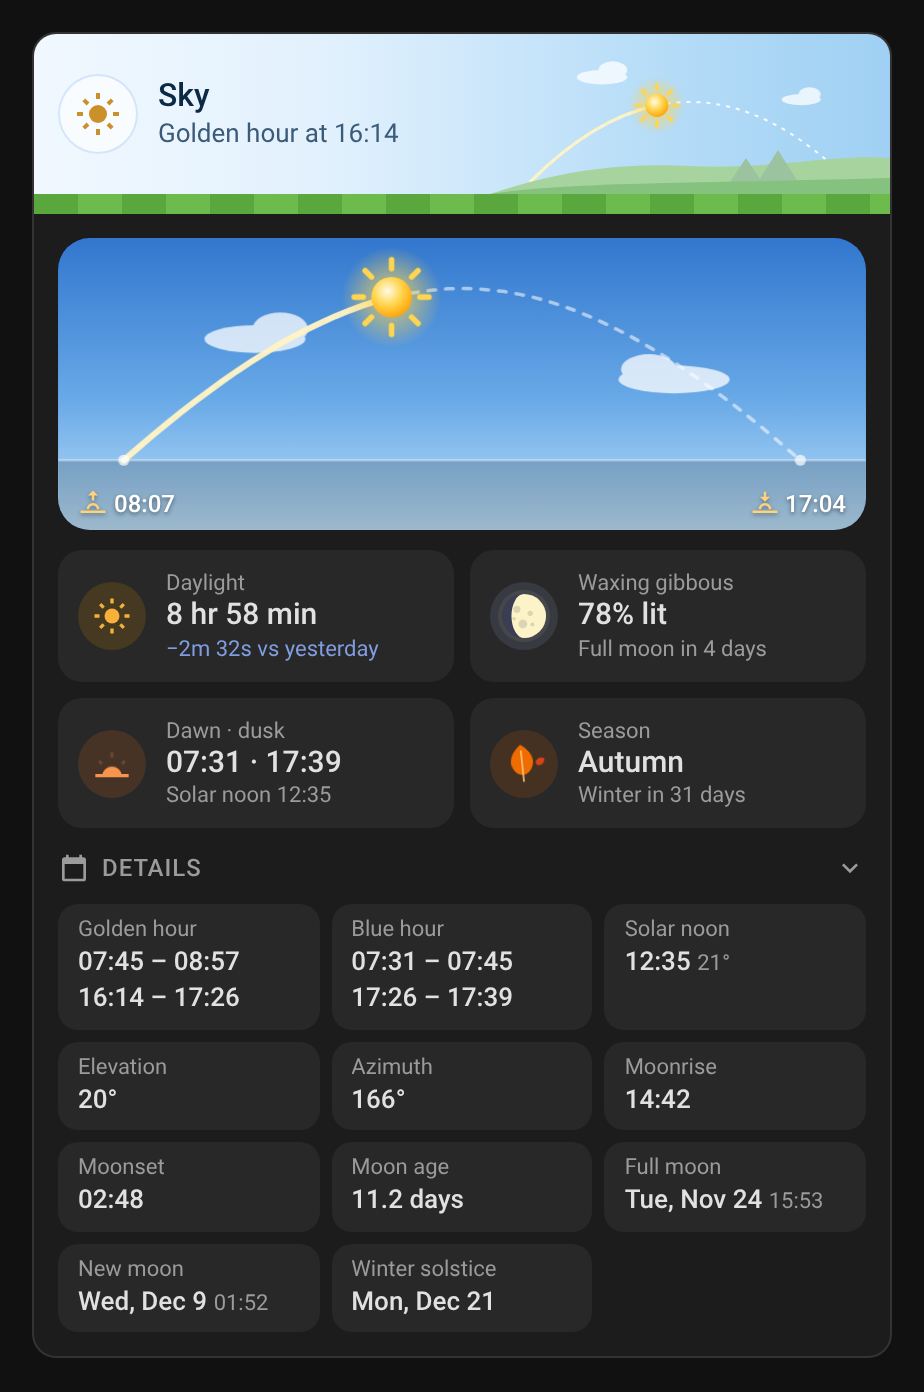 Sky
Golden hour at 16:14
08:07
17:04
Daylight
8 hr 58 min
−2m 32s vs yesterday
Waxing gibbous
78% lit
Full moon in 4 days
Dawn · dusk
07:31 · 17:39
Solar noon 12:35
Season
Autumn
Winter in 31 days
DETAILS
Golden hour
07:45 – 08:57
16:14 – 17:26
Blue hour
07:31 – 07:45
17:26 – 17:39
Solar noon
12:35 21°
Elevation
20°
Azimuth
166°
Moonrise
14:42
Moonset
02:48
Moon age
11.2 days
Full moon
Tue, Nov 24 15:53
New moon
Wed, Dec 9 01:52
Winter solstice
Mon, Dec 21